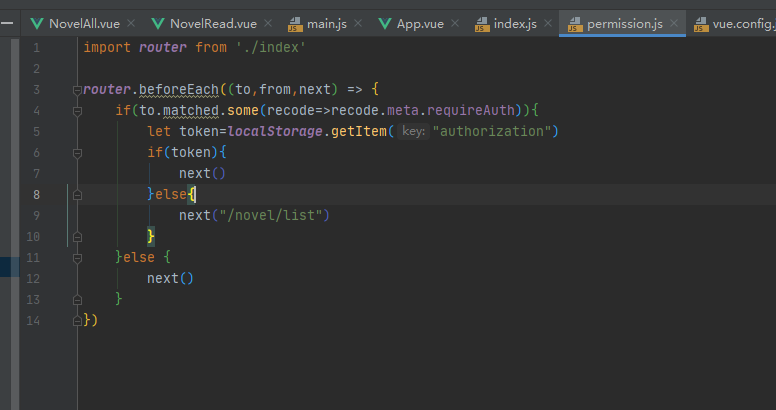 NovelAll.vue NovelRead.vue main.js App.vue index.js permission.js vue.config.j
1 import router from './index'
2
3 router.beforeEach((to,from,next) => {
4 if(to.matched.some(recode=>recode.meta.requireAuth)){
5 let token=localStorage.getItem( key: "authorization")
6 if(token){
7 next()
8 }else{
9 next("/novel/list")
10 }
11 }else {
12 next()
13 }
14 })